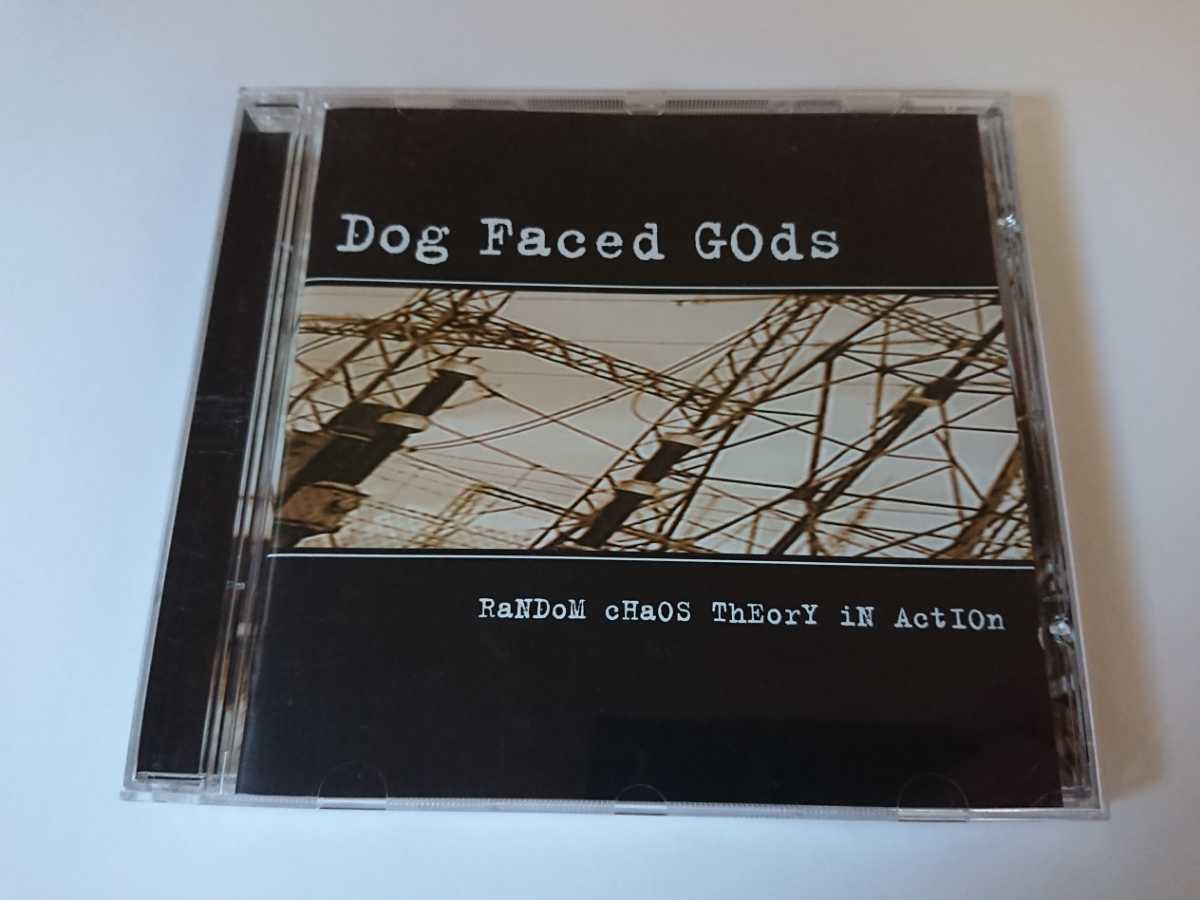 Dog Faced GOds
RaNDoM cHaOS ThEorY iN ActIOn